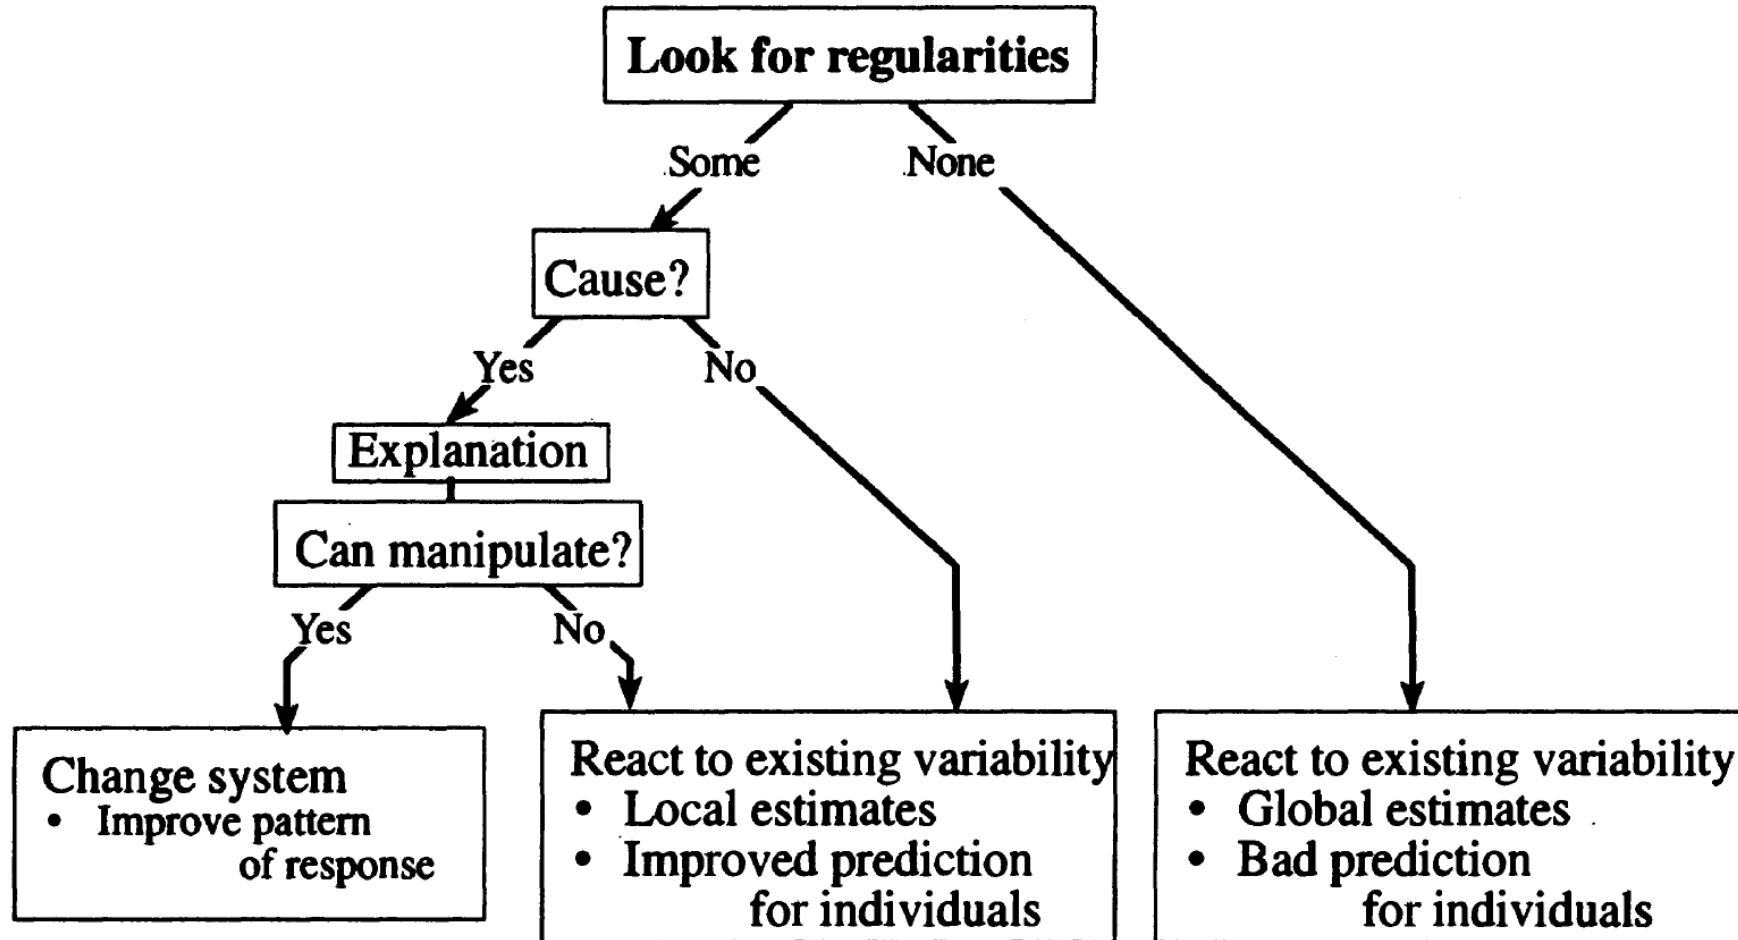 Look for regularities
Some
None
Cause?
Yes
No
Explanation
Can manipulate?
Yes
No
Change system
• Improve pattern
of response
React to existing variability
• Local estimates
• Improved prediction
for individuals
React to existing variability
• Global estimates
• Bad prediction
for individuals